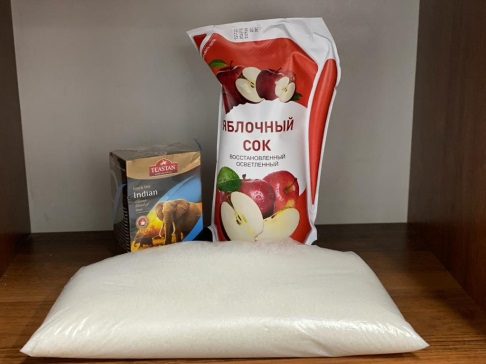 TEASTAN
Indian
ЯБЛОЧНЫЙ
СОК
ВОССТАНОВЛЕННЫЙ
ОСВЕТЛЕННЫЙ